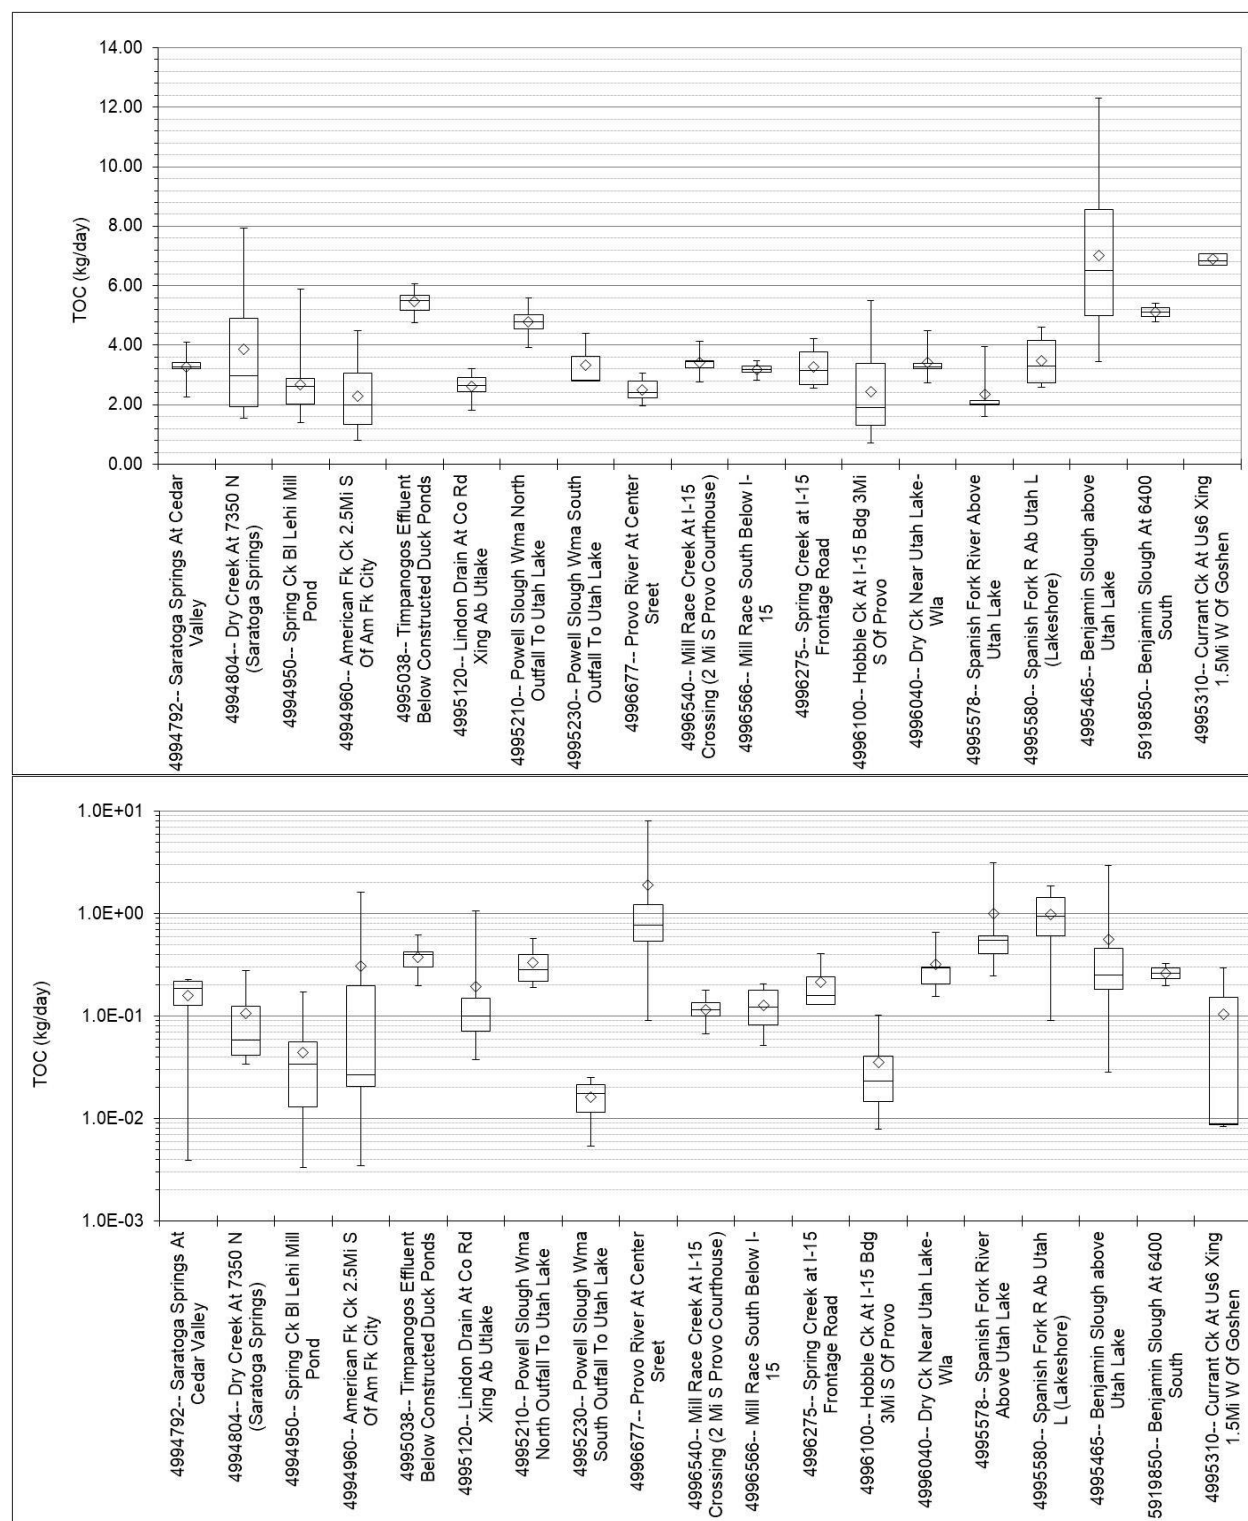 14.00
12.00
10.00
8.00
6.00
4.00
2.00
0.00
TOC (kg/day)
4994792-- Saratoga Springs At Cedar
Valley
4994804-- Dry Creek At 7350 N
(Saratoga Springs)
4994950-- Spring Ck Bl Lehi Mill
Pond
4994960-- American Fk Ck 2.5Mi S
Of Am Fk City
4995038-- Timpanogos Effluent
Below Constructed Duck Ponds
4995120-- Lindon Drain At Co Rd
Xing Ab Utlake
4995210-- Powell Slough Wma North
Outfall To Utah Lake
4995230-- Powell Slough Wma South
Outfall To Utah Lake
4996677-- Provo River At Center
Sreet
4996540-- Mill Race Creek At I-15
Crossing (2 Mi S Provo Courthouse)
4996566-- Mill Race South Below I-
15
4996275-- Spring Creek at I-15
Frontage Road
4996100-- Hobble Ck At I-15 Bdg 3Mi
S Of Provo
4996040-- Dry Ck Near Utah Lake-
Wla
4995578-- Spanish Fork River Above
Utah Lake
4995580-- Spanish Fork R Ab Utah L
(Lakeshore)
4995465-- Benjamin Slough above
Utah Lake
5919850-- Benjamin Slough At 6400
South
4995310-- Currant Ck At Us6 Xing
1.5Mi W Of Goshen
1.0E+01
1.0E+00
1.0E-01
1.0E-02
1.0E-03
TOC (kg/day)
4994792-- Saratoga Springs At
Cedar Valley
4994804-- Dry Creek At 7350 N
(Saratoga Springs)
4994950-- Spring Ck Bl Lehi Mill
Pond
4994960-- American Fk Ck 2.5Mi S
Of Am Fk City
4995038-- Timpanogos Effluent
Below Constructed Duck Ponds
4995120-- Lindon Drain At Co Rd
Xing Ab Utlake
4995210-- Powell Slough Wma
North Outfall To Utah Lake
4995230-- Powell Slough Wma
South Outfall To Utah Lake
4996677-- Provo River At Center
Sreet
4996540-- Mill Race Creek At I-15
Crossing (2 Mi S Provo Courthouse)
4996566-- Mill Race South Below I-
15
4996275-- Spring Creek at I-15
Frontage Road
4996100-- Hobble Ck At I-15 Bdg
3Mi S Of Provo
4996040-- Dry Ck Near Utah Lake-
Wla
4995578-- Spanish Fork River
Above Utah Lake
4995580-- Spanish Fork R Ab Utah
L (Lakeshore)
4995465-- Benjamin Slough above
Utah Lake
5919850-- Benjamin Slough At 6400
South
4995310-- Currant Ck At Us6 Xing
1.5Mi W Of Goshen